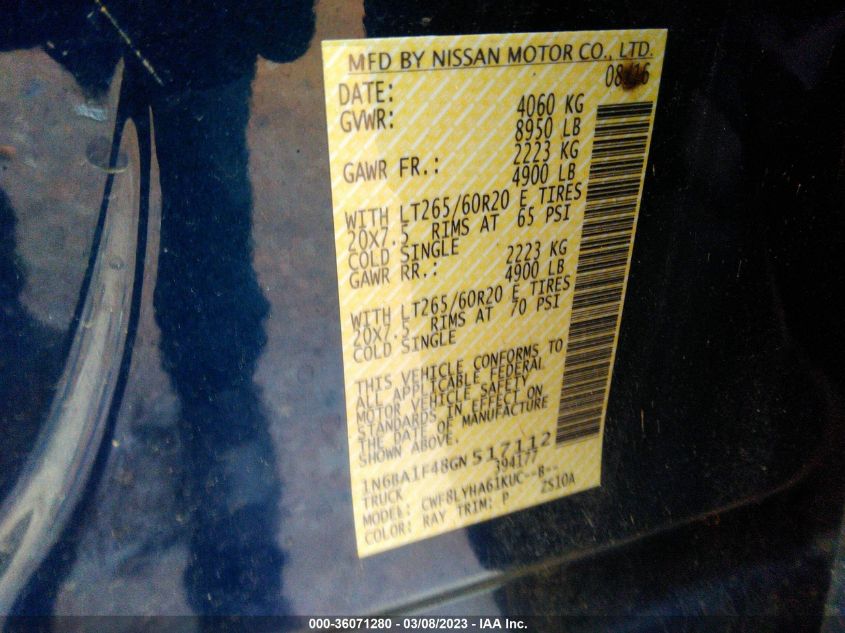 MFD BY NISSAN MOTOR CO., LTD.
DATE: 08/16
GVWR: 4060 KG
8950 LB
GAWR FR.: 2223 KG
4900 LB
WITH LT265/60R20 E TIRES
20X7.5 RIMS AT 65 PSI
COLD SINGLE
GAWR RR.: 2223 KG
4900 LB
WITH LT265/60R20 E TIRES
20X7.5 RIMS AT 70 PSI
COLD SINGLE
THIS VEHICLE CONFORMS TO
ALL APPLICABLE FEDERAL
MOTOR VEHICLE SAFETY
STANDARDS IN EFFECT ON
THE DATE OF MANUFACTURE
SHOWN ABOVE.
1N6BA1F48GN517112
TRUCK 394177
MODEL: CWF8LYHA61KUC--B--
COLOR: RAY TRIM: P ZS10A
000-36071280 - 03/08/2023 - IAA Inc.